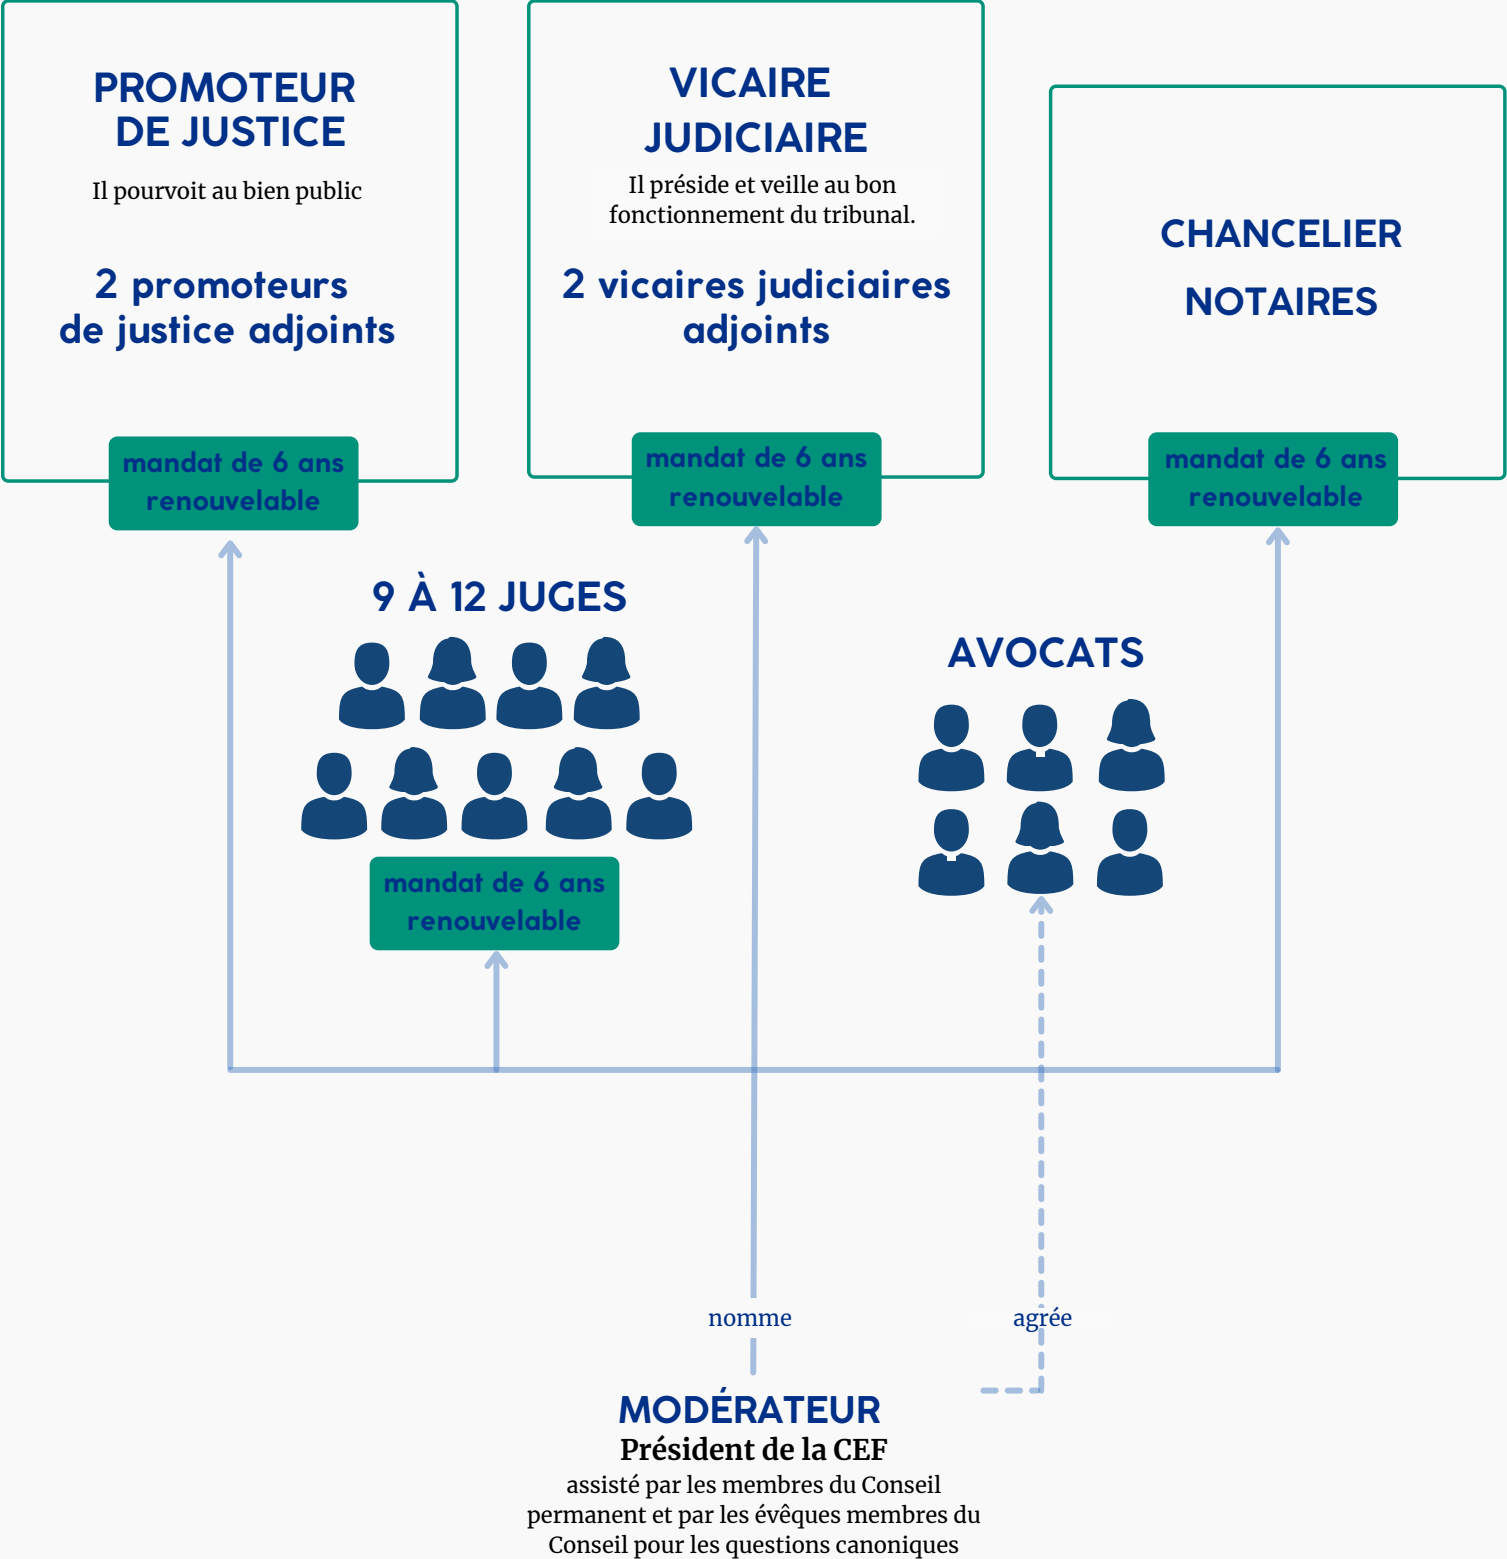 PROMOTEUR
DE JUSTICE
Il pourvoit au bien public
2 promoteurs
de justice adjoints
mandat de 6 ans
renouvelable
VICAIRE
JUDICIAIRE
Il préside et veille au bon
fonctionnement du tribunal.
2 vicaires judiciaires
adjoints
mandat de 6 ans
renouvelable
CHANCELIER
NOTAIRES
mandat de 6 ans
renouvelable
9 À 12 JUGES
mandat de 6 ans
renouvelable
AVOCATS
nomme
agrée
MODÉRATEUR
Président de la CEF
assisté par les membres du Conseil
permanent et par les évêques membres du
Conseil pour les questions canoniques